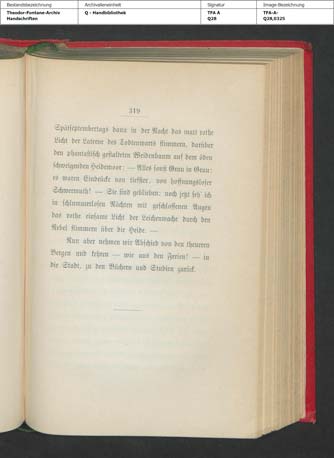 Bestandsbezeichnung
Theodor-Fontane-Archiv
Handschriften
Archivalieneinheit
Q - Handbibliothek
Signatur
TFA A
Q28
Image-Bezeichnung
TFA-A-
Q28,0325
319
Spätseptembertags dann in der Nacht das matt rothe
Licht der Laterne des Todtenwarts flimmern, darüber
den phantastisch gestalteten Weidenbaum auf dem öden
schweigenden Heidemoor: — Alles sonst Grau in Grau:
es waren Eindrücke von tiefster, von hoffnungsloser
Schwermuth! — Sie sind geblieben: noch jetzt seh' ich
in schlummerlosen Nächten mit geschlossenen Augen
das rothe einsame Licht der Leichenwache durch den
Nebel flimmern über die Heide. —
Nun aber nehmen wir Abschied von den theueren
Bergen und kehren — wie aus den Ferien! — in
die Stadt, zu den Büchern und Studien zurück.